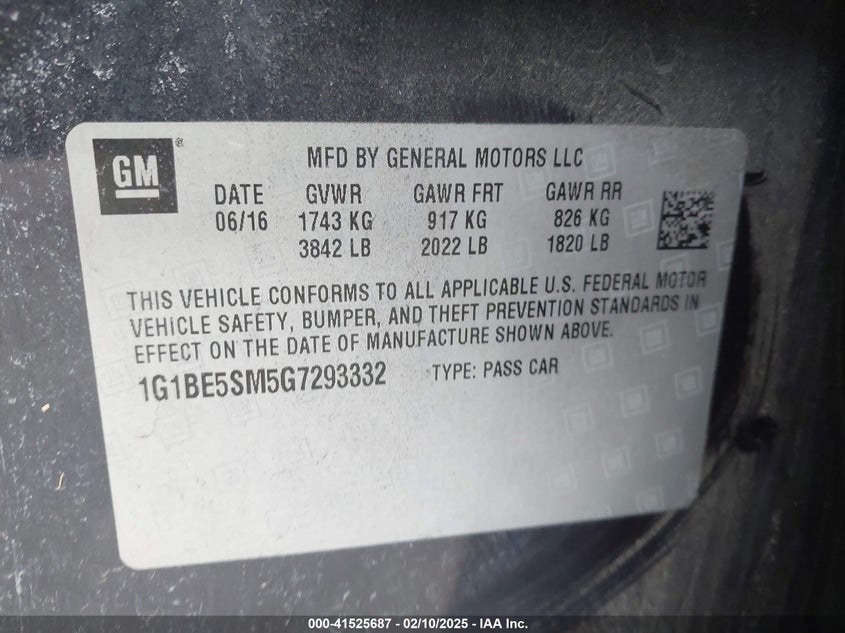 GM®
MFD BY GENERAL MOTORS LLC
DATE GVWR GAWR FRT GAWR RR
06/16 1743 KG 917 KG 826 KG
3842 LB 2022 LB 1820 LB
THIS VEHICLE CONFORMS TO ALL APPLICABLE U.S. FEDERAL MOTOR
VEHICLE SAFETY, BUMPER, AND THEFT PREVENTION STANDARDS IN
EFFECT ON THE DATE OF MANUFACTURE SHOWN ABOVE.
1G1BE5SM5G7293332 TYPE: PASS CAR
000-41525687 - 02/10/2025 - IAA Inc.